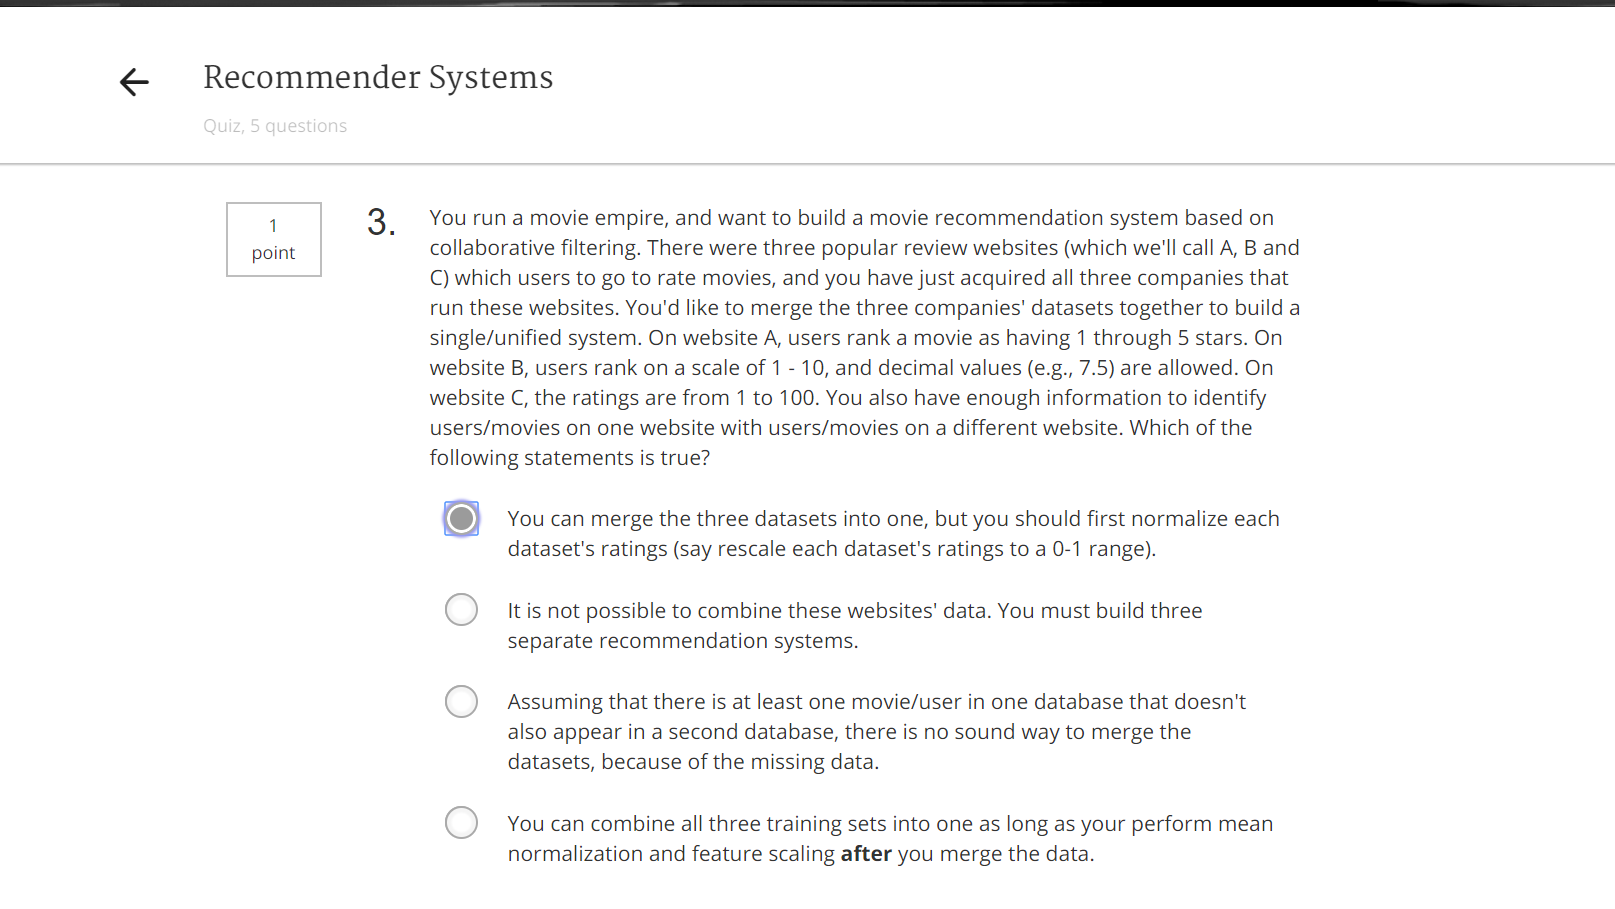 Recommender Systems
Quiz, 5 questions
1
point
3.
You run a movie empire, and want to build a movie recommendation system based on
collaborative filtering. There were three popular review websites (which we'll call A, B and
C) which users to go to rate movies, and you have just acquired all three companies that
run these websites. You'd like to merge the three companies' datasets together to build a
single/unified system. On website A, users rank a movie as having 1 through 5 stars. On
website B, users rank on a scale of 1 - 10, and decimal values (e.g., 7.5) are allowed. On
website C, the ratings are from 1 to 100. You also have enough information to identify
users/movies on one website with users/movies on a different website. Which of the
following statements is true?
You can merge the three datasets into one, but you should first normalize each
dataset's ratings (say rescale each dataset's ratings to a 0-1 range).
It is not possible to combine these websites' data. You must build three
separate recommendation systems.
Assuming that there is at least one movie/user in one database that doesn't
also appear in a second database, there is no sound way to merge the
datasets, because of the missing data.
You can combine all three training sets into one as long as your perform mean
normalization and feature scaling after you merge the data.